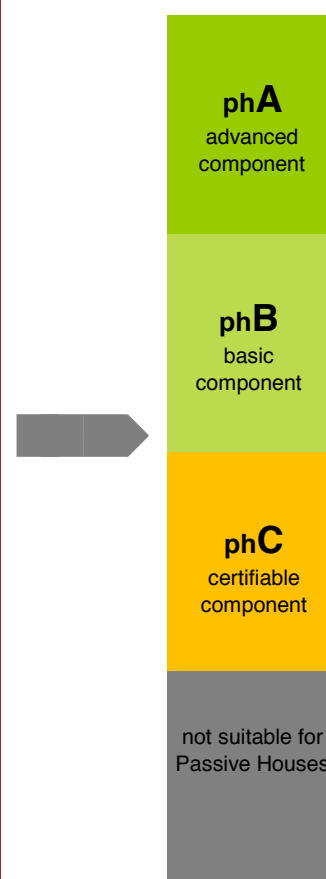 phA
advanced
component
phB
basic
component
phC
certifiable
component
not suitable for
Passive Houses